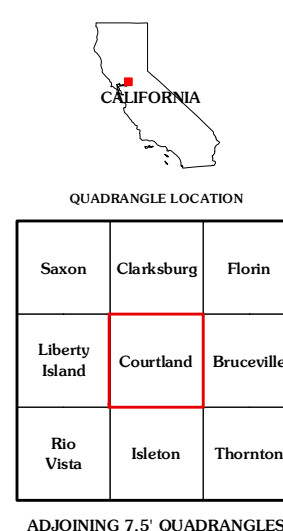 CALIFORNIA
QUADRANGLE LOCATION
Saxon Clarksburg Florin
Liberty
Island
Courtland Bruceville
Rio
Vista
Isleton Thornton
ADJOINING 7.5' QUADRANGLES